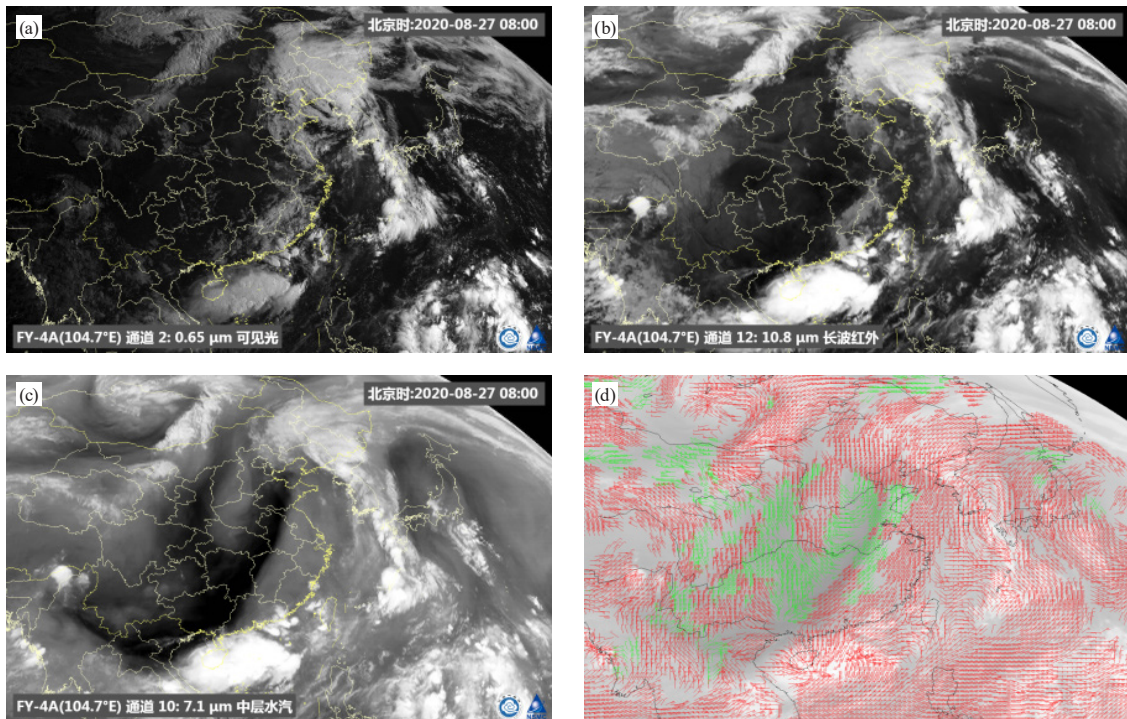 (a)
北京时:2020-08-27 08:00
FY-4A(104.7°E) 通道 2: 0.65 μm 可见光
(b)
北京时:2020-08-27 08:00
FY-4A(104.7°E) 通道 12: 10.8 μm 长波红外
(c)
北京时:2020-08-27 08:00
FY-4A(104.7°E) 通道 10: 7.1 μm 中层水汽
(d)